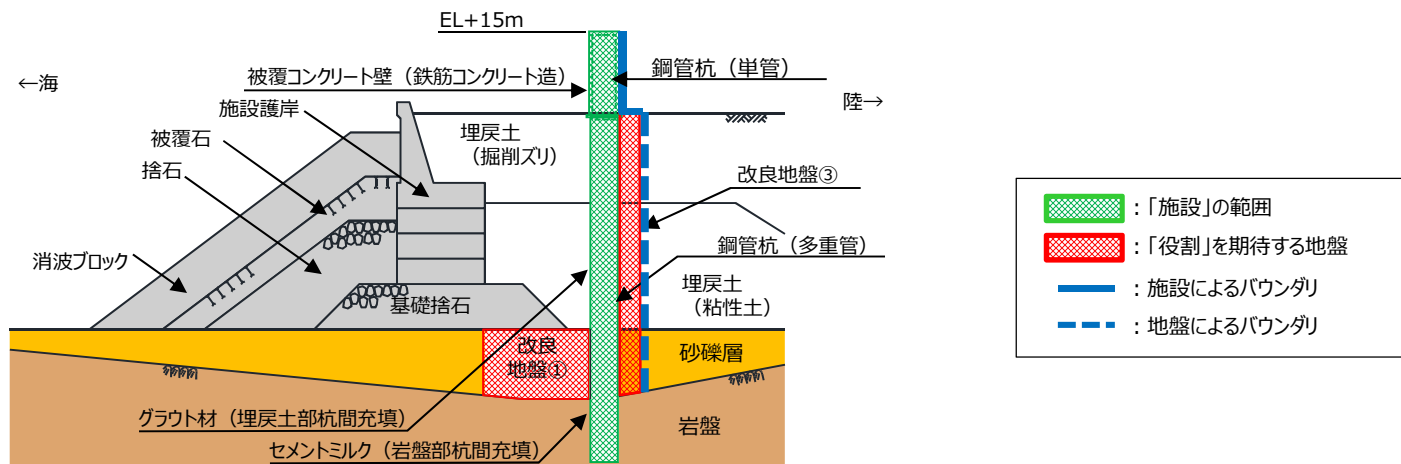 EL+15m
←海
被覆コンクリート壁（鉄筋コンクリート造）
鋼管杭（単管）
陸→
施設護岸
被覆石
捨石
埋戻土
（掘削ズリ）
改良地盤③
鋼管杭（多重管）
消波ブロック
基礎捨石
埋戻土
（粘性土）
改良
地盤①
砂礫層
グラウト材（埋戻土部杭間充填）
岩盤
セメントミルク（岩盤部杭間充填）
：「施設」の範囲
：「役割」を期待する地盤
：施設によるバウンダリ
：地盤によるバウンダリ